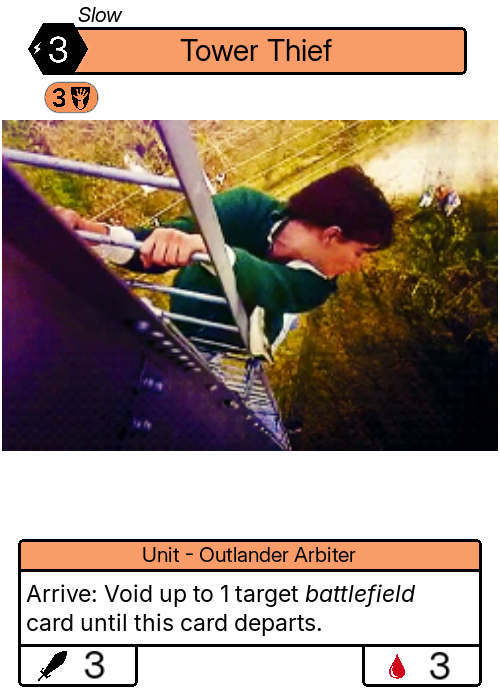 Slow
3 Tower Thief
3
Unit - Outlander Arbiter
Arrive: Void up to 1 target battlefield
card until this card departs.
3 3